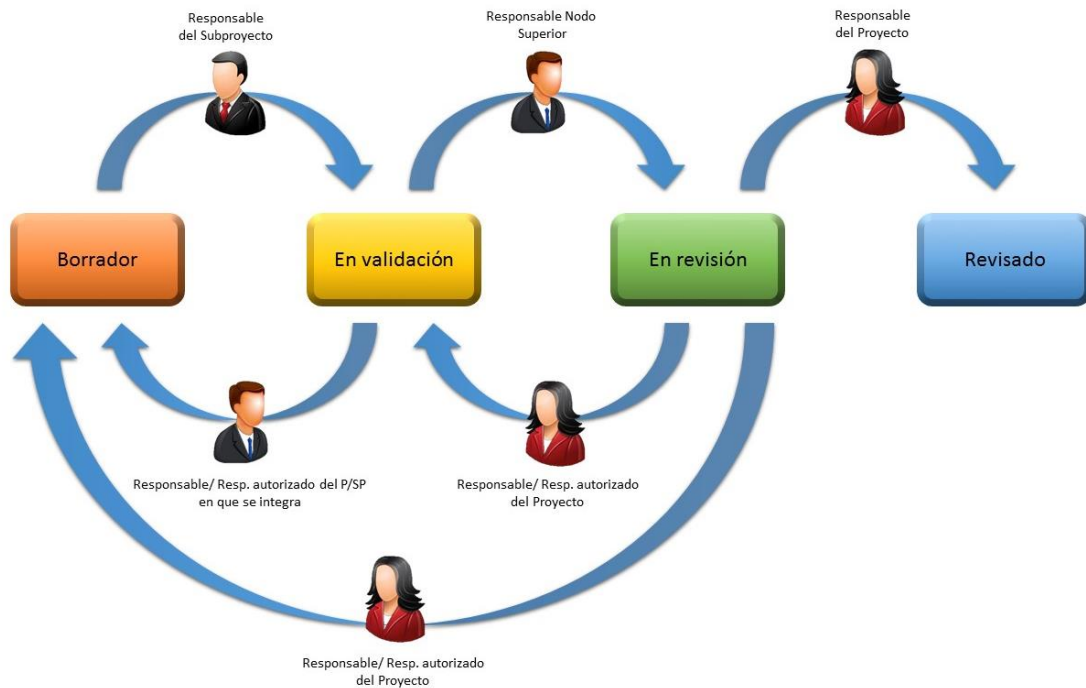 Responsable
del Subproyecto
Responsable Nodo
Superior
Responsable
del Proyecto
Borrador
En validación
En revisión
Revisado
Responsable/ Resp. autorizado del P/SP
en que se integra
Responsable/ Resp. autorizado
del Proyecto
Responsable/ Resp. autorizado
del Proyecto